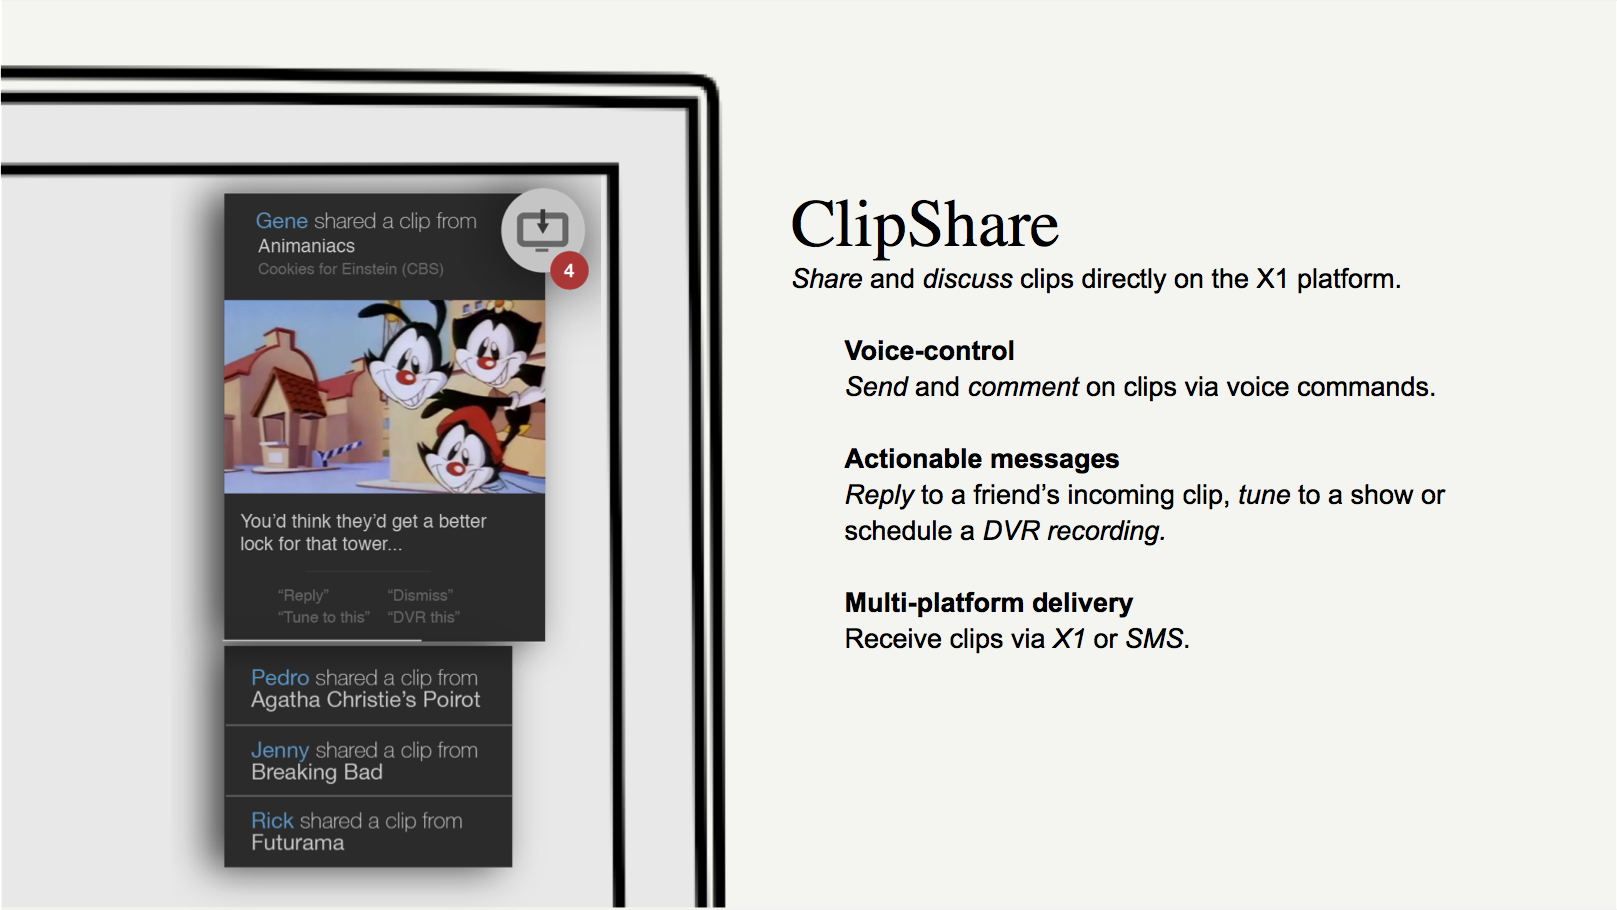 Gene shared a clip from
Animaniacs
Cookies for Einstein (CBS)
4
You’d think they’d get a better
lock for that tower...
“Reply” “Dismiss”
“Tune to this” “DVR this”
Pedro shared a clip from
Agatha Christie’s Poirot
Jenny shared a clip from
Breaking Bad
Rick shared a clip from
Futurama
ClipShare
Share and discuss clips directly on the X1 platform.
Voice-control
Send and comment on clips via voice commands.
Actionable messages
Reply to a friend’s incoming clip, tune to a show or
schedule a DVR recording.
Multi-platform delivery
Receive clips via X1 or SMS.